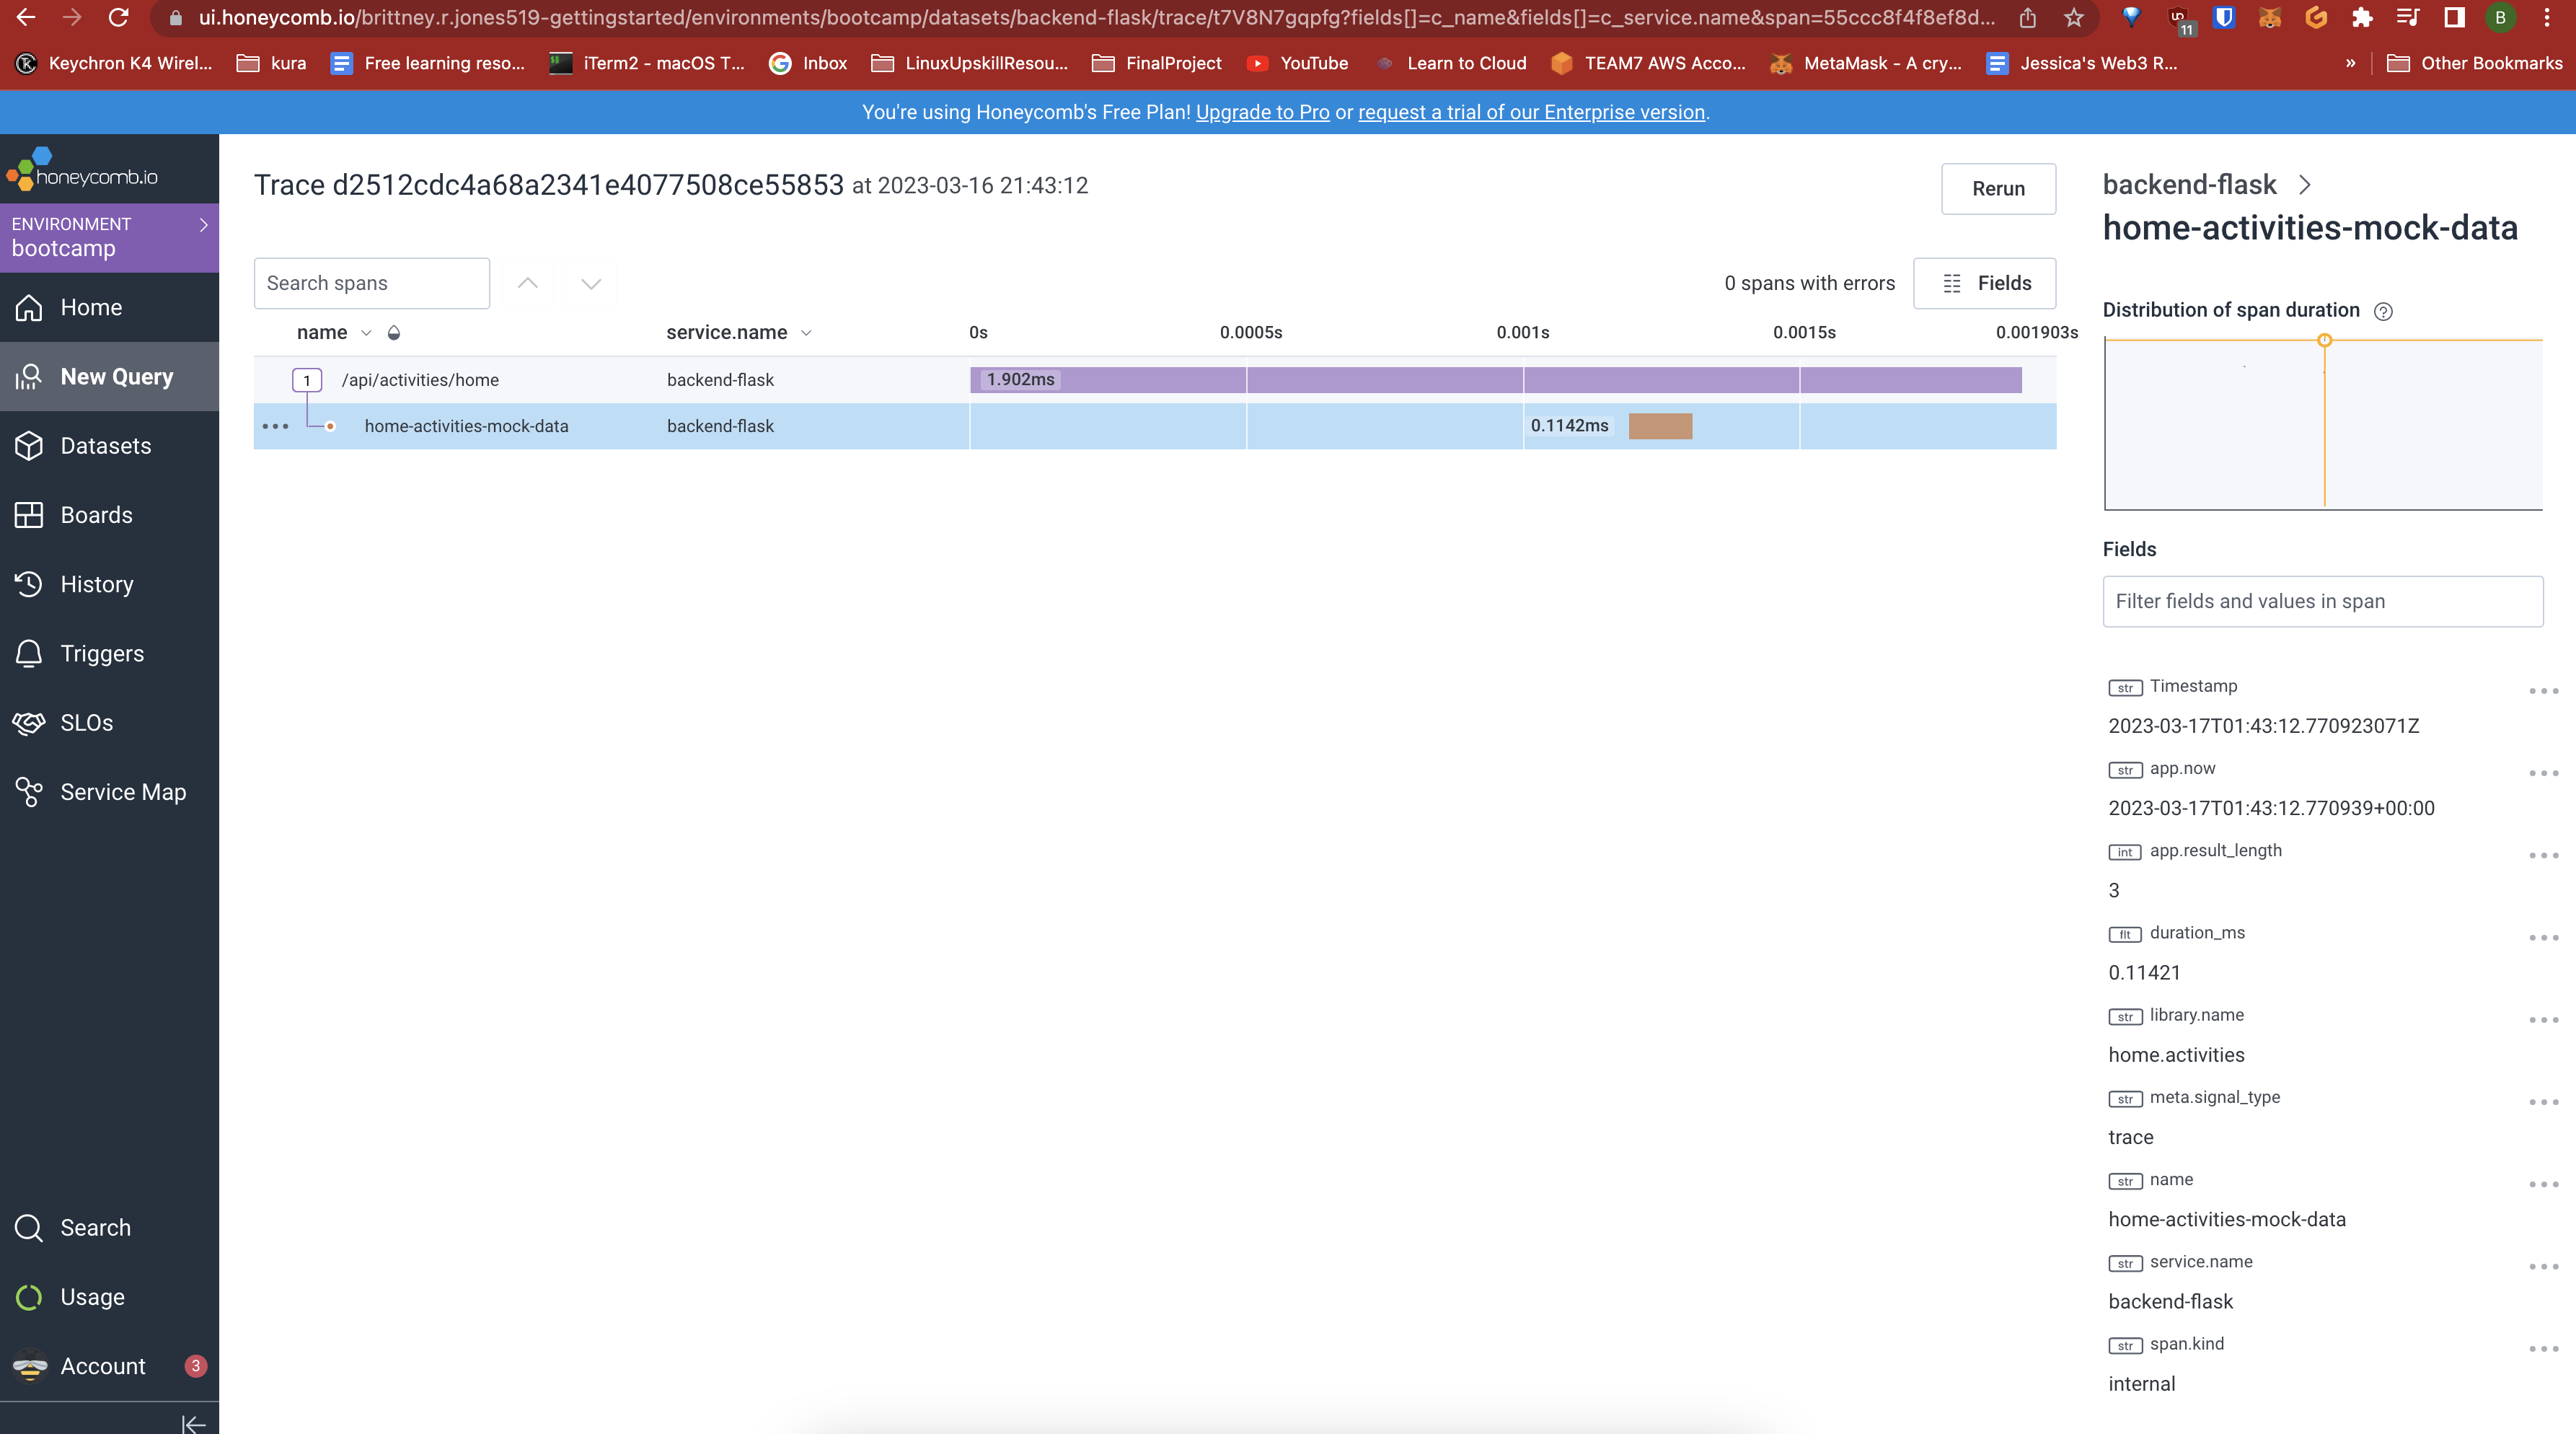 ui.honeycomb.io/brittney.r.jones519-gettingstarted/environments/bootcamp/datasets/backend-flask/trace/t7V8N7gqpfg?fields[]=c_name&fields[]=c_service.name&span=55ccc8f4f8ef8d...
11
B
Keychron K4 Wirel...
kura
Free learning reso...
iTerm2 - macOS T...
Inbox
LinuxUpskillResou...
FinalProject
YouTube
Learn to Cloud
TEAM7 AWS Acco...
MetaMask - A cry...
Jessica's Web3 R...
»
Other Bookmarks
You're using Honeycomb's Free Plan! Upgrade to Pro or request a trial of our Enterprise version.
honeycomb.io
ENVIRONMENT
bootcamp
Home
New Query
Datasets
Boards
History
Triggers
SLOs
Service Map
Search
Usage
Account 3
Trace d2512cdc4a68a2341e4077508ce55853 at 2023-03-16 21:43:12
Rerun
Search spans
0 spans with errors
Fields
name service.name 0s 0.0005s 0.001s 0.0015s 0.001903s
1 /api/activities/home backend-flask 1.902ms
home-activities-mock-data backend-flask 0.1142ms
backend-flask
home-activities-mock-data
Distribution of span duration ?
Fields
Filter fields and values in span
str Timestamp
2023-03-17T01:43:12.770923071Z
str app.now
2023-03-17T01:43:12.770939+00:00
int app.result_length
3
flt duration_ms
0.11421
str library.name
home.activities
str meta.signal_type
trace
str name
home-activities-mock-data
str service.name
backend-flask
str span.kind
internal